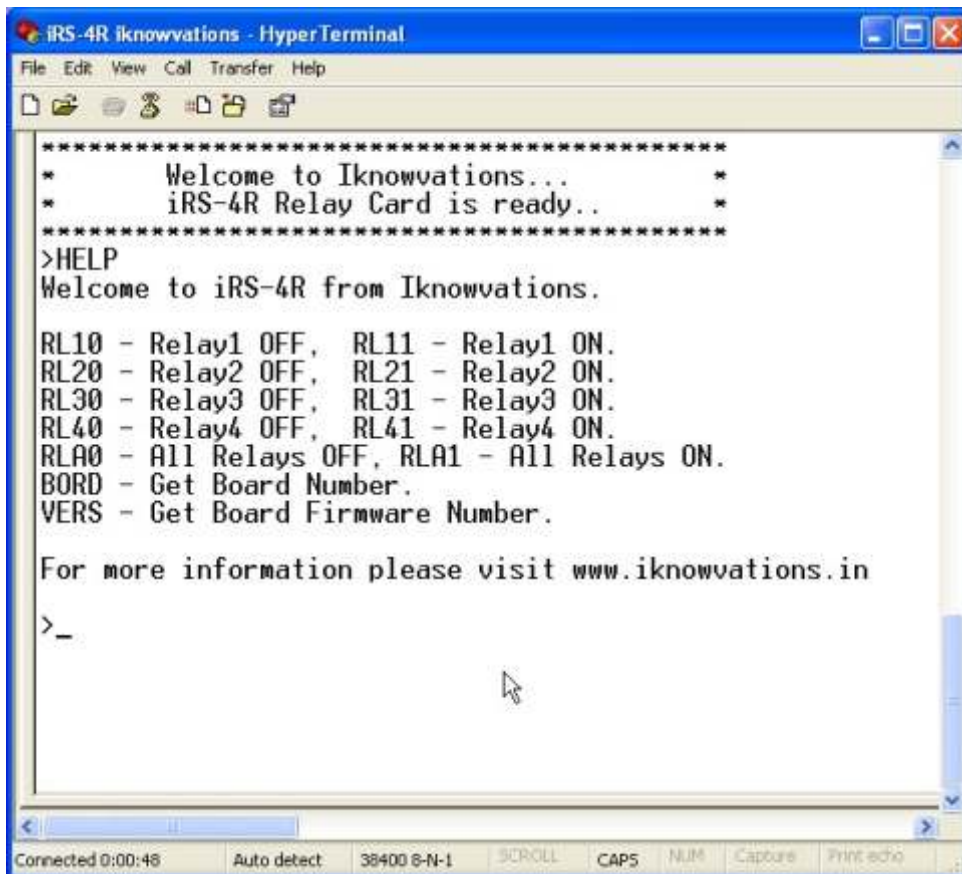 iRS-4R iknowvations - HyperTerminal
File Edit View Call Transfer Help
********************************************
* Welcome to Iknowvations... *
* iRS-4R Relay Card is ready.. *
********************************************
>HELP
Welcome to iRS-4R from Iknowvations.
RL10 - Relay1 OFF, RL11 - Relay1 ON.
RL20 - Relay2 OFF, RL21 - Relay2 ON.
RL30 - Relay3 OFF, RL31 - Relay3 ON.
RL40 - Relay4 OFF, RL41 - Relay4 ON.
RLA0 - All Relays OFF, RLA1 - All Relays ON.
BORD - Get Board Number.
VERS - Get Board Firmware Number.
For more information please visit www.iknowvations.in
>_
Connected 0:00:48 Auto detect 38400 8-N-1 SCROLL CAPS NUM Capture Print echo